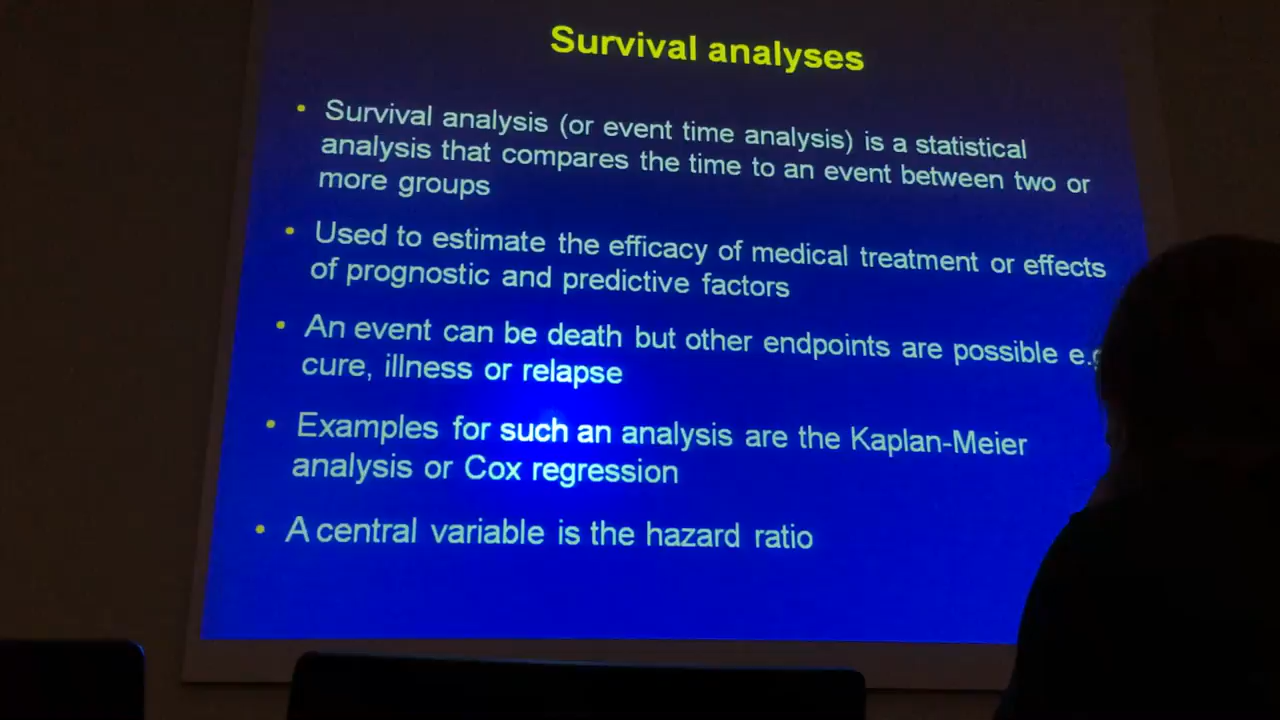 Survival analyses
• Survival analysis (or event time analysis) is a statistical
analysis that compares the time to an event between two or
more groups
• Used to estimate the efficacy of medical treatment or effects
of prognostic and predictive factors
• An event can be death but other endpoints are possible e.g
cure, illness or relapse
• Examples for such an analysis are the Kaplan-Meier
analysis or Cox regression
• A central variable is the hazard ratio